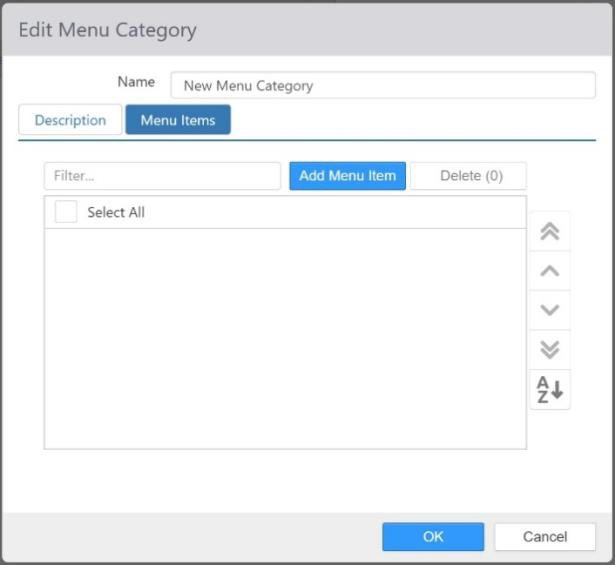 Edit Menu Category
Name New Menu Category
Description Menu Items
Filter... Add Menu Item Delete (0)
Select All
A
Z
OK Cancel